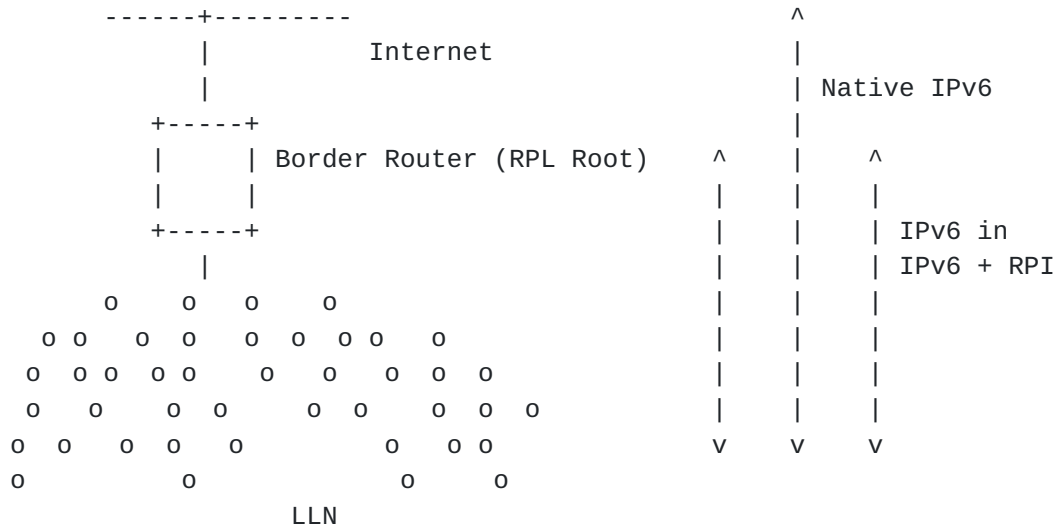 Internet
Native IPv6
Border Router (RPL Root)
IPv6 in
IPv6 + RPI
LLN